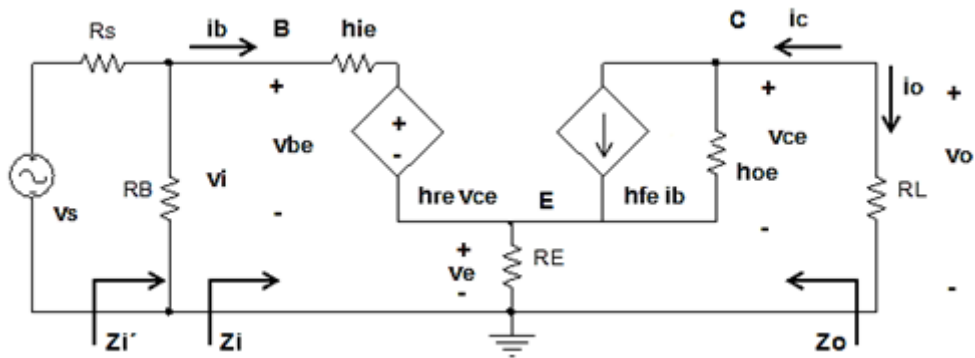 Rs
ib
B
hie
C
ic
io
+
vbe
-
+
-
+
vce
-
+
vo
-
vs
RB
vi
hre vce
E
hfe ib
hoe
RL
+
ve
-
RE
Zi´
Zi
Zo